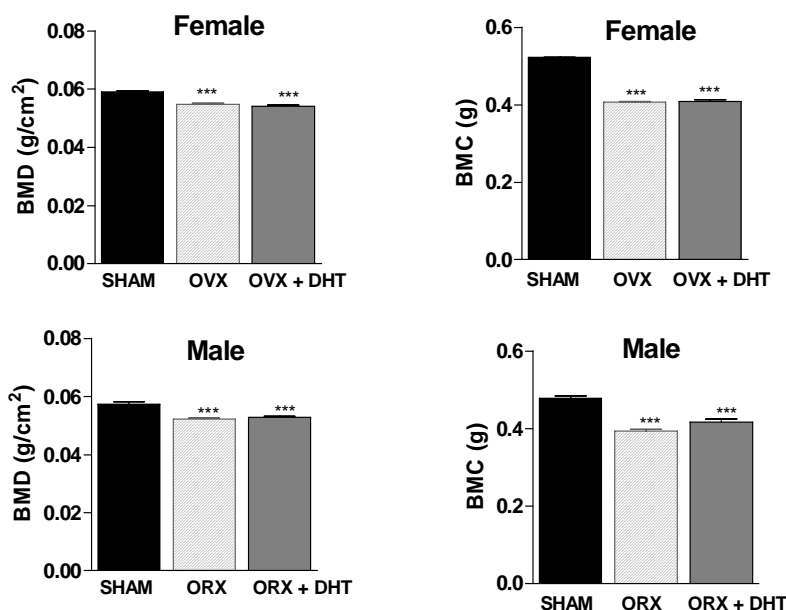 Female
BMD (g/cm²)
0.08
0.06
0.04
0.02
0.00
*** ***
SHAM OVX OVX + DHT
Female
BMC (g)
0.6
0.4
0.2
0.0
*** ***
SHAM OVX OVX + DHT
Male
BMD (g/cm²)
0.08
0.06
0.04
0.02
0.00
*** ***
SHAM ORX ORX + DHT
Male
BMC (g)
0.6
0.4
0.2
0.0
*** ***
SHAM ORX ORX + DHT